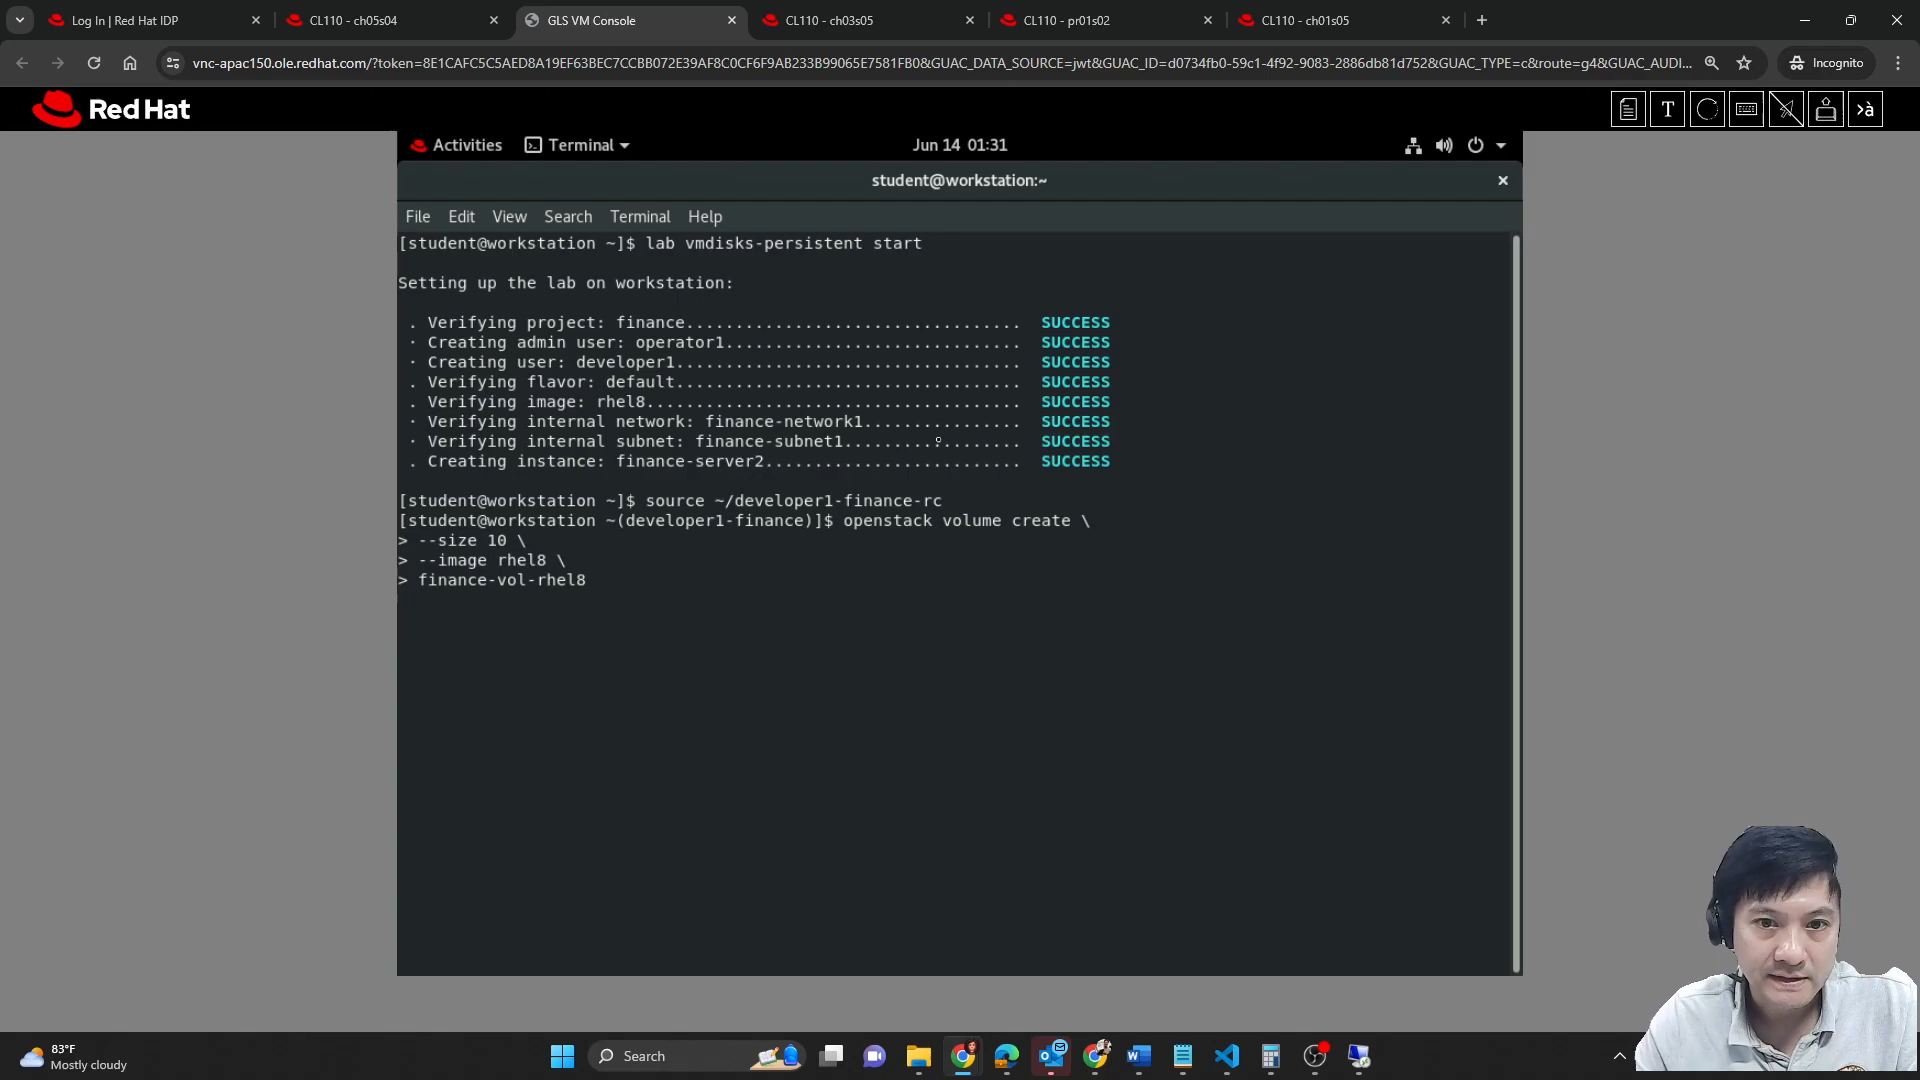 Log In | Red Hat IDP
CL110 - ch05s04
GLS VM Console
CL110 - ch03s05
CL110 - pr01s02
CL110 - ch01s05
vnc-apac150.ole.redhat.com/?token=8E1CAFC5C5AED8A19EF63BEC7CCBB072E39AF8C0CF6F9AB233B99065E7581FB0&GUAC_DATA_SOURCE=jwt&GUAC_ID=d0734fb0-59c1-4f92-9083-2886db81d752&GUAC_TYPE=c&route=g4&GUAC_AUDI...
Incognito
Red Hat
T
>à
Activities
Terminal
Jun 14 01:31
student@workstation:~
File Edit View Search Terminal Help
[student@workstation ~]$ lab vmdisks-persistent start
Setting up the lab on workstation:
. Verifying project: finance.................................. SUCCESS
· Creating admin user: operator1.............................. SUCCESS
· Creating user: developer1................................... SUCCESS
. Verifying flavor: default................................... SUCCESS
. Verifying image: rhel8...................................... SUCCESS
· Verifying internal network: finance-network1................ SUCCESS
· Verifying internal subnet: finance-subnet1.................. SUCCESS
. Creating instance: finance-server2.......................... SUCCESS
[student@workstation ~]$ source ~/developer1-finance-rc
[student@workstation ~(developer1-finance)]$ openstack volume create \
> --size 10 \
> --image rhel8 \
> finance-vol-rhel8
83°F
Mostly cloudy
Search